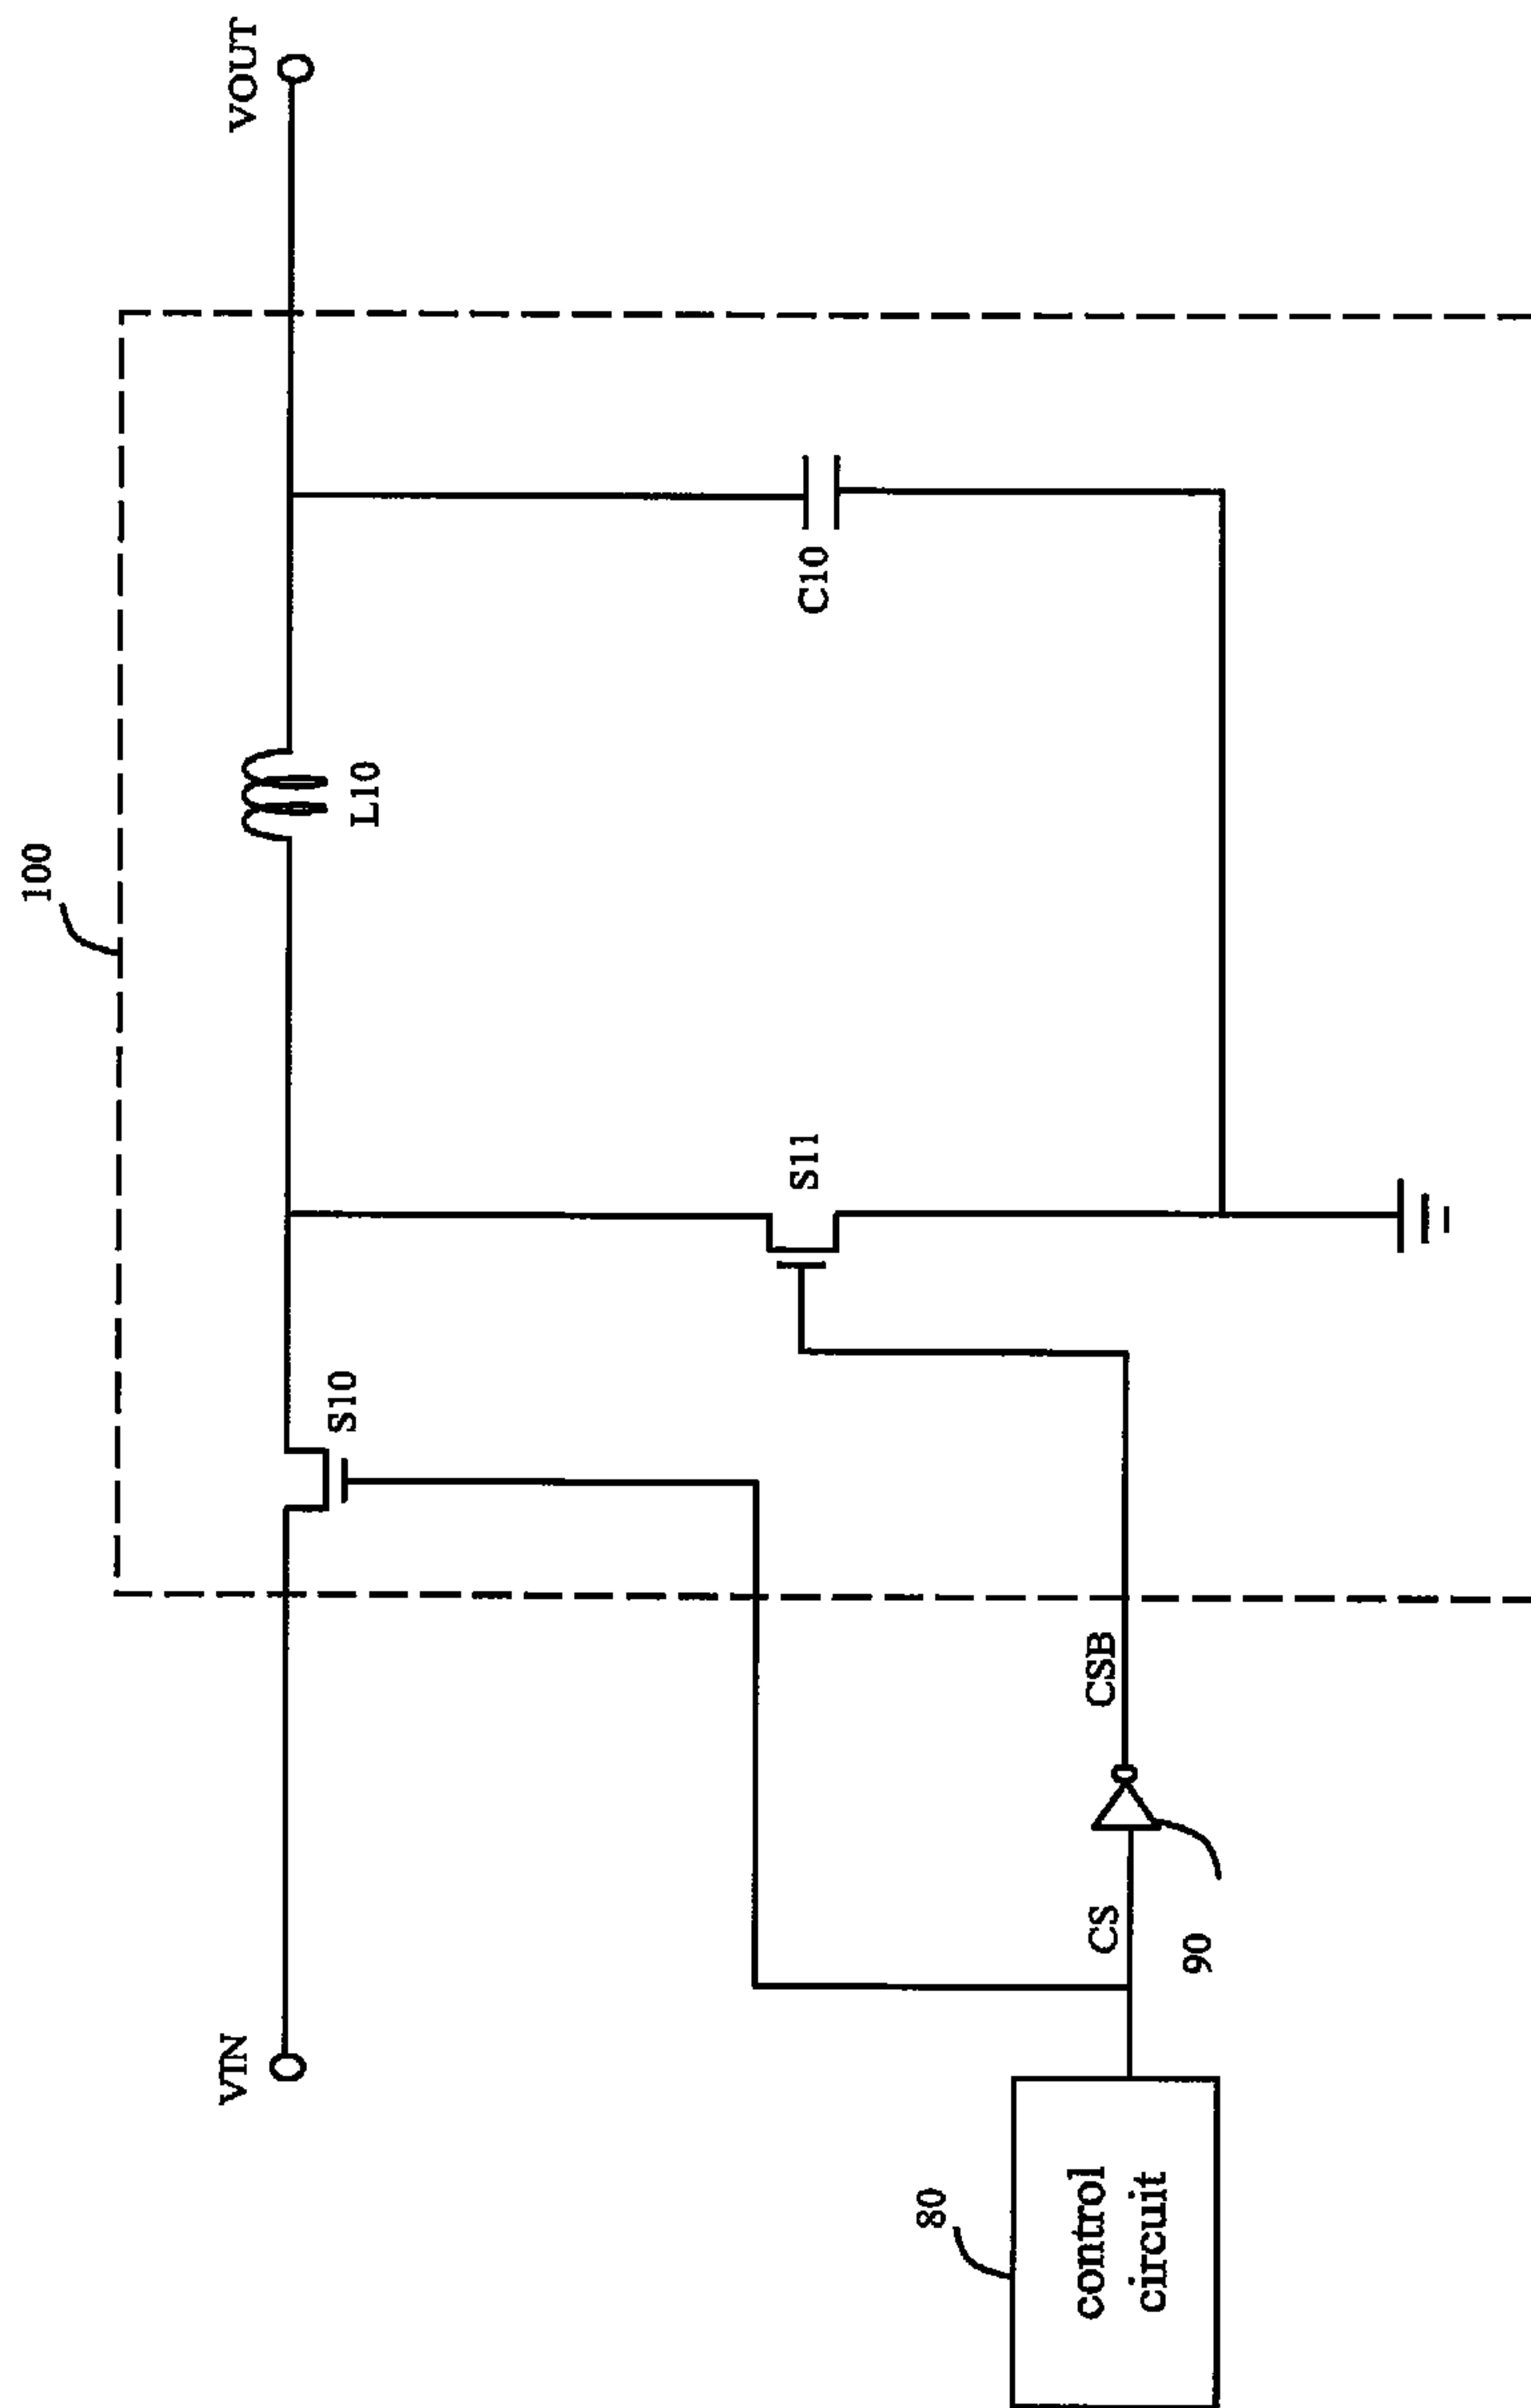 100
VIN
VOUT
S10
L10
S11
C10
80
control
circuit
CS
CSB
90